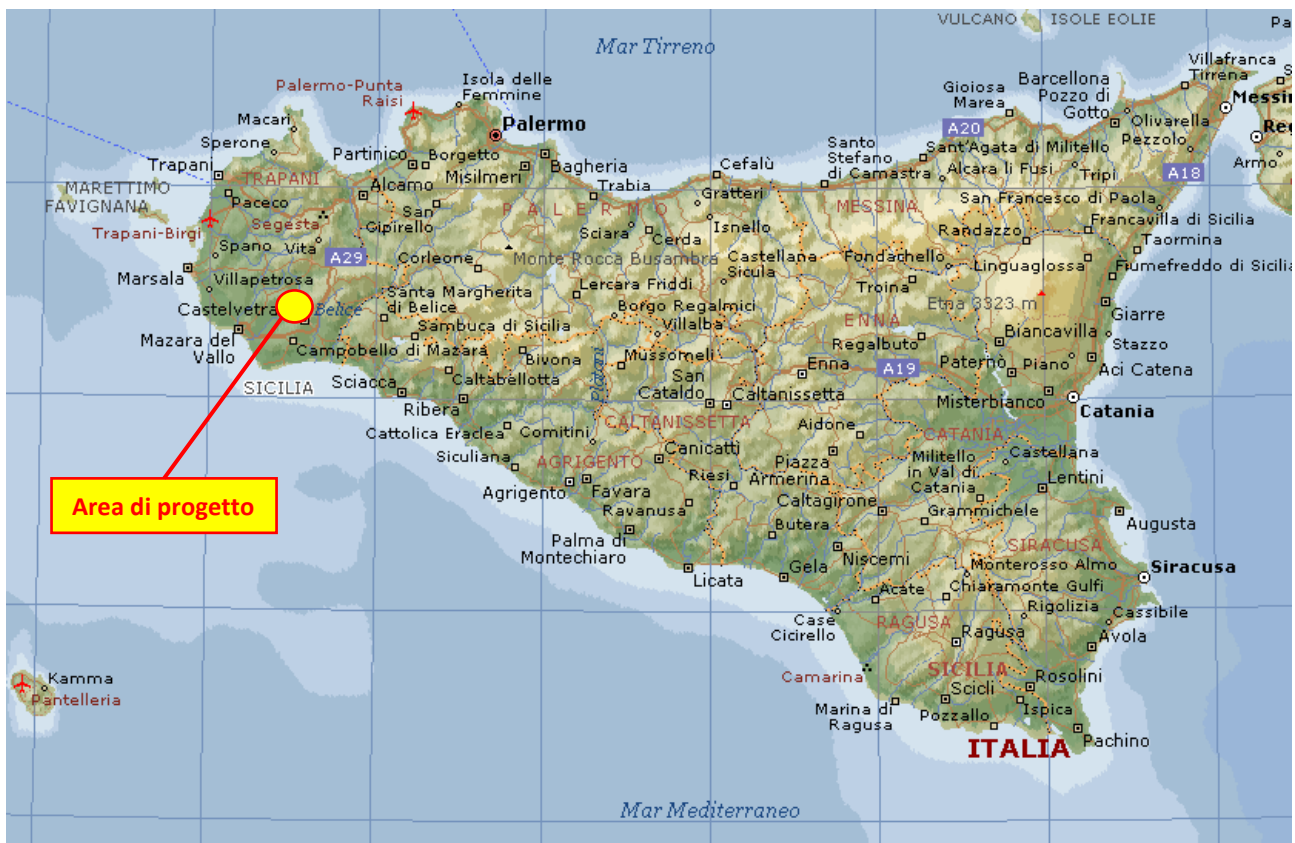 VULCANO
ISOLE EOLIE
Pa
Mar Tirreno
Villafranca
Tirrena
Isola delle
Femmine
Palermo-Punta
Raisi
Barcellona
Pozzo di
Gotto
Gioiosa
Marea
Messin
Macari
Palermo
Olivarella
A20
Reg
Sperone
Pezzolo
Santo
Stefano
di Camastra
Sant'Agata di Militello
Partinico
Borgetto
Bagheria
Cefalù
Armo
Trapani
Misilmeri
Alcara li Fusi
Tripi
A18
TRAPANI
MARETTIMO
FAVIGNANA
Paceco
Alcamo
Trabia
Gratteri
San Francesco di Paola
San
Cipirello
PALERMO
MESSINA
Segesta
Sciara
Isnello
Randazzo
Francavilla di Sicilia
Trapani-Birgi
Spano
Vita
Cerda
Taormina
A29
Corleone
Monte Rocca Busambra
Castellana
Sicula
Fondachello
Linguaglossa
Fiumefreddo di Sicilia
Marsala
Villapetrosa
Santa Margherita
di Belice
Lercara Friddi
Troina
Etna 3323 m
Castelvetra
Belice
Borgo Regalmici
Giarre
Sambuca di Sicilia
Villalba
ENNA
Biancavilla
Mazara del
Vallo
Campobello di Mazara
Bivona
Mussomeli
Regalbuto
Stazzo
Enna
Paternò
Piano
Aci Catena
SICILIA
Sciacca
Caltabellotta
Platani
San
Cataldo
A19
Caltanissetta
Misterbianco
Ribera
Catania
Cattolica Eraclea
Comitini
CALTANISSETTA
Aidone
CATANIA
Siculiana
Canicatti
Piazza
Armerina
Militello
in Val di
Catania
Castellana
AGRIGENTO
Riesi
Lentini
Agrigento
Favara
Caltagirone
Area di progetto
Ravanusa
Grammichele
Augusta
Butera
Palma di
Montechiaro
SIRACUSA
Niscemi
Monterosso Almo
Licata
Gela
Siracusa
Chiaramonte Gulfi
Acate
Rigolizia
Case
Cicirello
Cassibile
RAGUSA
Ragusa
Avola
Kamma
Camarina
SICILIA
Pantelleria
Scicli
Rosolini
Marina di
Ragusa
Pozzallo
Ispica
ITALIA
Pachino
Mar Mediterraneo